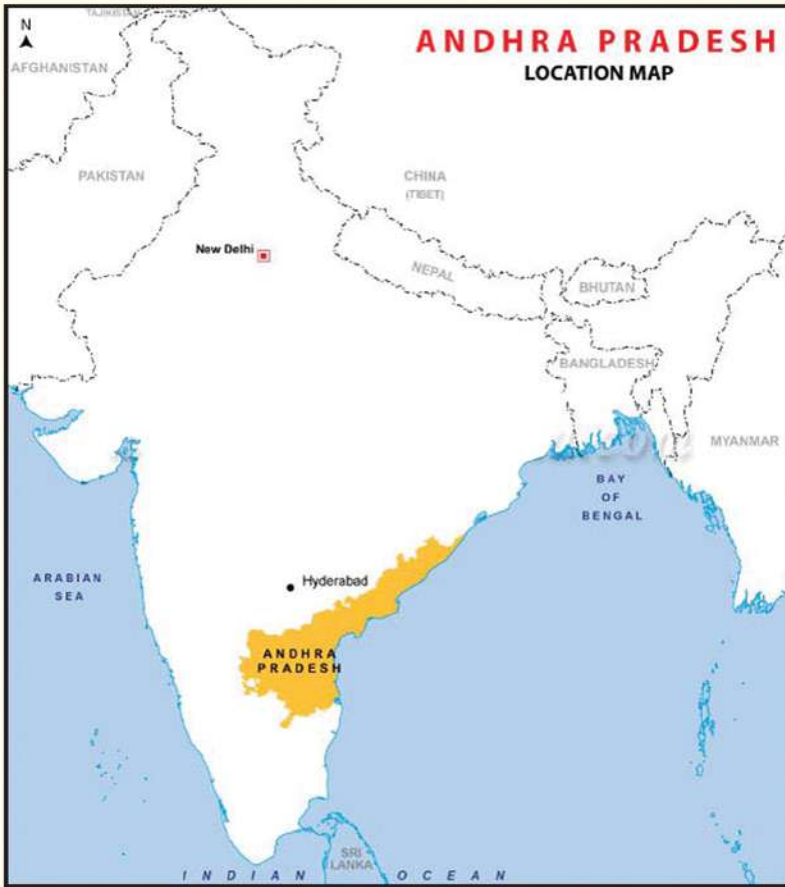 TAJIKISTAN
N
ANDHRA PRADESH
LOCATION MAP
AFGHANISTAN
PAKISTAN
CHINA
(TIBET)
New Delhi
NEPAL
BHUTAN
BANGLADESH
MYANMAR
BAY
OF
BENGAL
ARABIAN
SEA
Hyderabad
ANDHRA
PRADESH
SRI
LANKA
INDIAN OCEAN